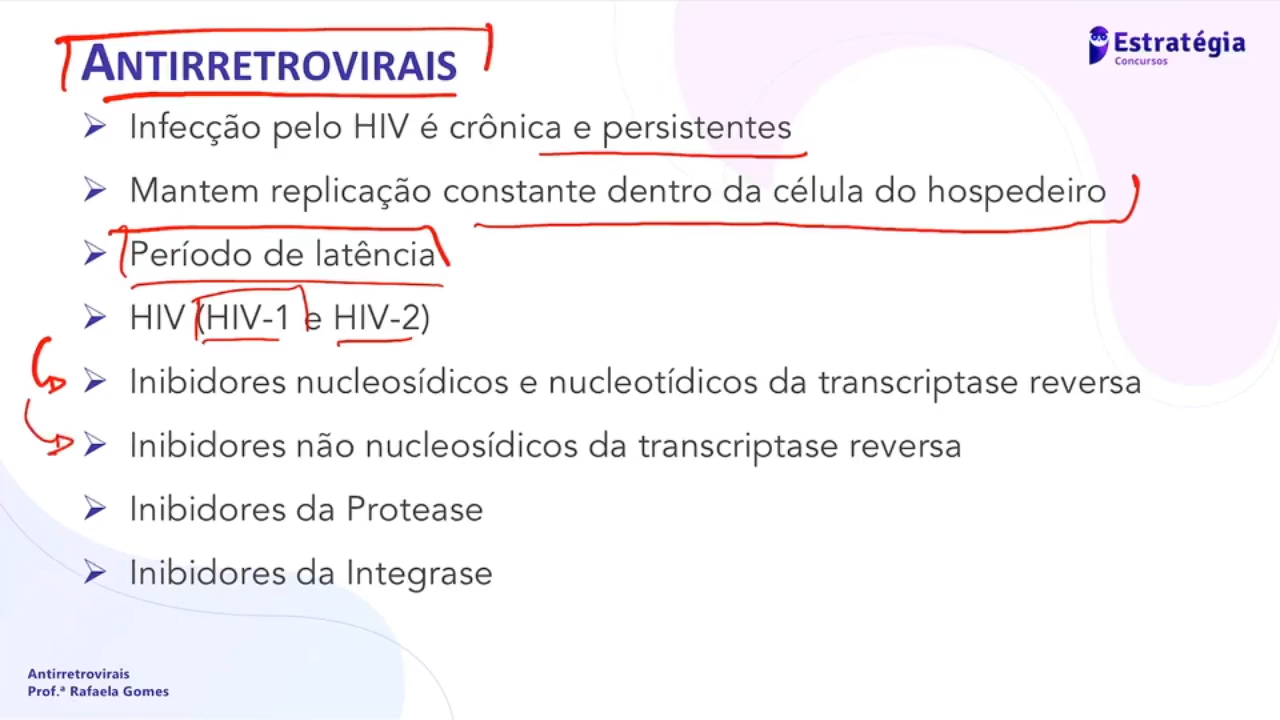 ANTIRRETROVIRAIS
Estratégia
Concursos
Infecção pelo HIV é crônica e persistentes
Mantem replicação constante dentro da célula do hospedeiro
Período de latência
HIV (HIV-1 e HIV-2)
Inibidores nucleosídicos e nucleotídicos da transcriptase reversa
Inibidores não nucleosídicos da transcriptase reversa
Inibidores da Protease
Inibidores da Integrase
Antirretrovirais
Prof.ª Rafaela Gomes